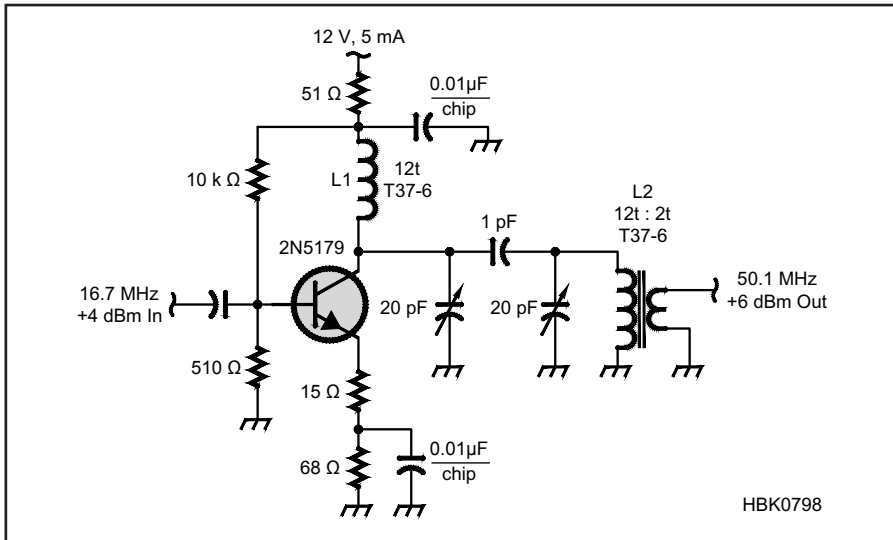 12 V, 5 mA
51 Ω
0.01µF
chip
10 k Ω
L1
12t
T37-6
L2
12t : 2t
T37-6
1 pF
2N5179
16.7 MHz
+4 dBm In
20 pF
20 pF
50.1 MHz
+6 dBm Out
510 Ω
15 Ω
68 Ω
0.01µF
chip
HBK0798